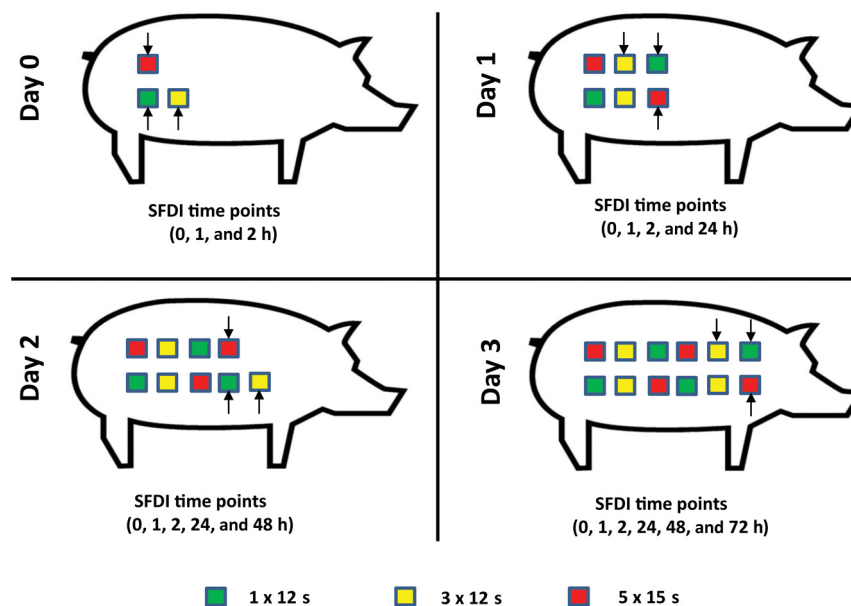 Day 0
SFDI time points
(0, 1, and 2 h)
Day 1
SFDI time points
(0, 1, 2, and 24 h)
Day 2
SFDI time points
(0, 1, 2, 24, and 48 h)
Day 3
SFDI time points
(0, 1, 2, 24, 48, and 72 h)
1 x 12 s 3 x 12 s 5 x 15 s